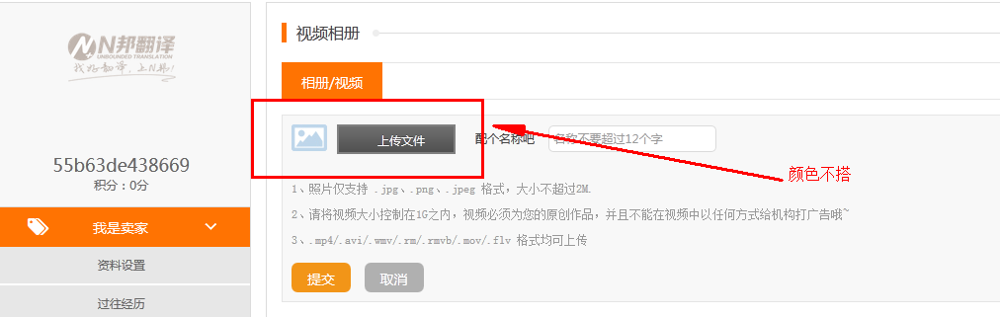 N邦翻译
UNBOUNDED TRANSLATION
我好翻译,上N邦!
55b63de438669
积分：0分
我是卖家
资料设置
过往经历
视频相册
相册/视频
上传文件 配个名称吧 名称不要超过12个字
颜色不搭
1、照片仅支持 .jpg、.png、.jpeg 格式，大小不超过2M.
2、请将视频大小控制在1G之内，视频必须为您的原创作品，并且不能在视频中以任何方式给机构打广告哦~
3、.mp4/.avi/.wmv/.rm/.rmvb/.mov/.flv 格式均可上传
提交 取消